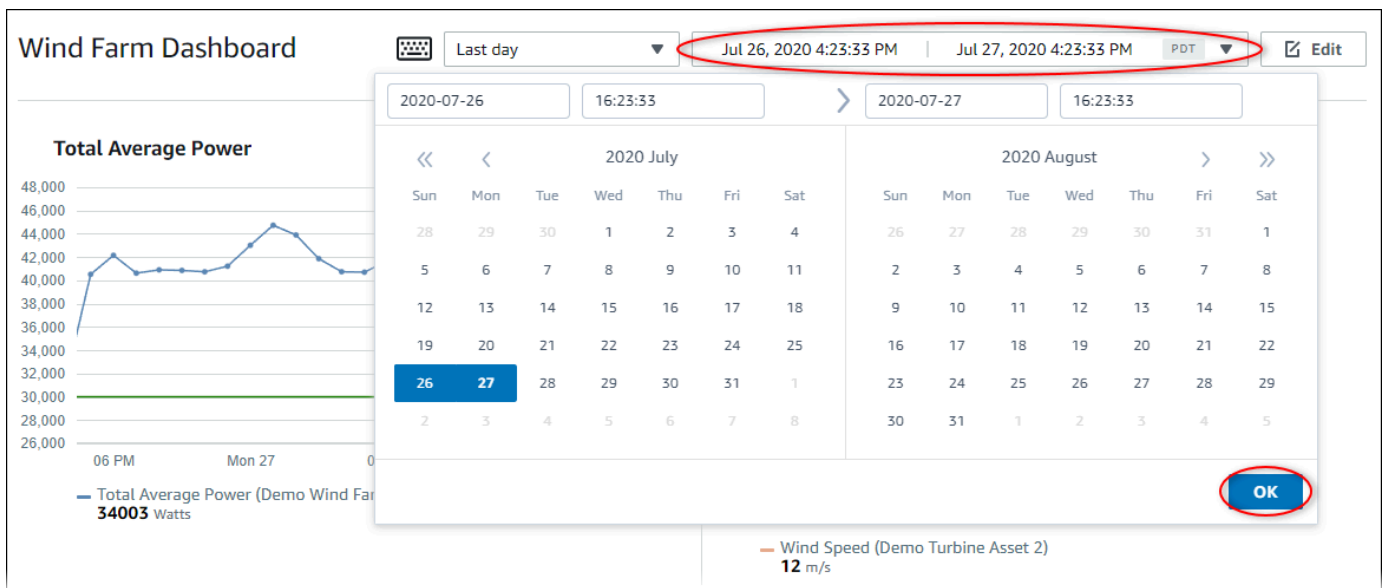 Wind Farm Dashboard
Last day
Jul 26, 2020 4:23:33 PM | Jul 27, 2020 4:23:33 PM PDT
Edit
2020-07-26 16:23:33 2020-07-27 16:23:33
Total Average Power
48,000
46,000
44,000
42,000
40,000
38,000
36,000
34,000
32,000
30,000
28,000
26,000
06 PM Mon 27 0
Total Average Power (Demo Wind Far
34003 Watts
2020 July
Sun Mon Tue Wed Thu Fri Sat
28 29 30 1 2 3 4
5 6 7 8 9 10 11
12 13 14 15 16 17 18
19 20 21 22 23 24 25
26 27 28 29 30 31 1
2 3 4 5 6 7 8
2020 August
Sun Mon Tue Wed Thu Fri Sat
26 27 28 29 30 31 1
2 3 4 5 6 7 8
9 10 11 12 13 14 15
16 17 18 19 20 21 22
23 24 25 26 27 28 29
30 31 1 2 3 4 5
OK
Wind Speed (Demo Turbine Asset 2)
12 m/s